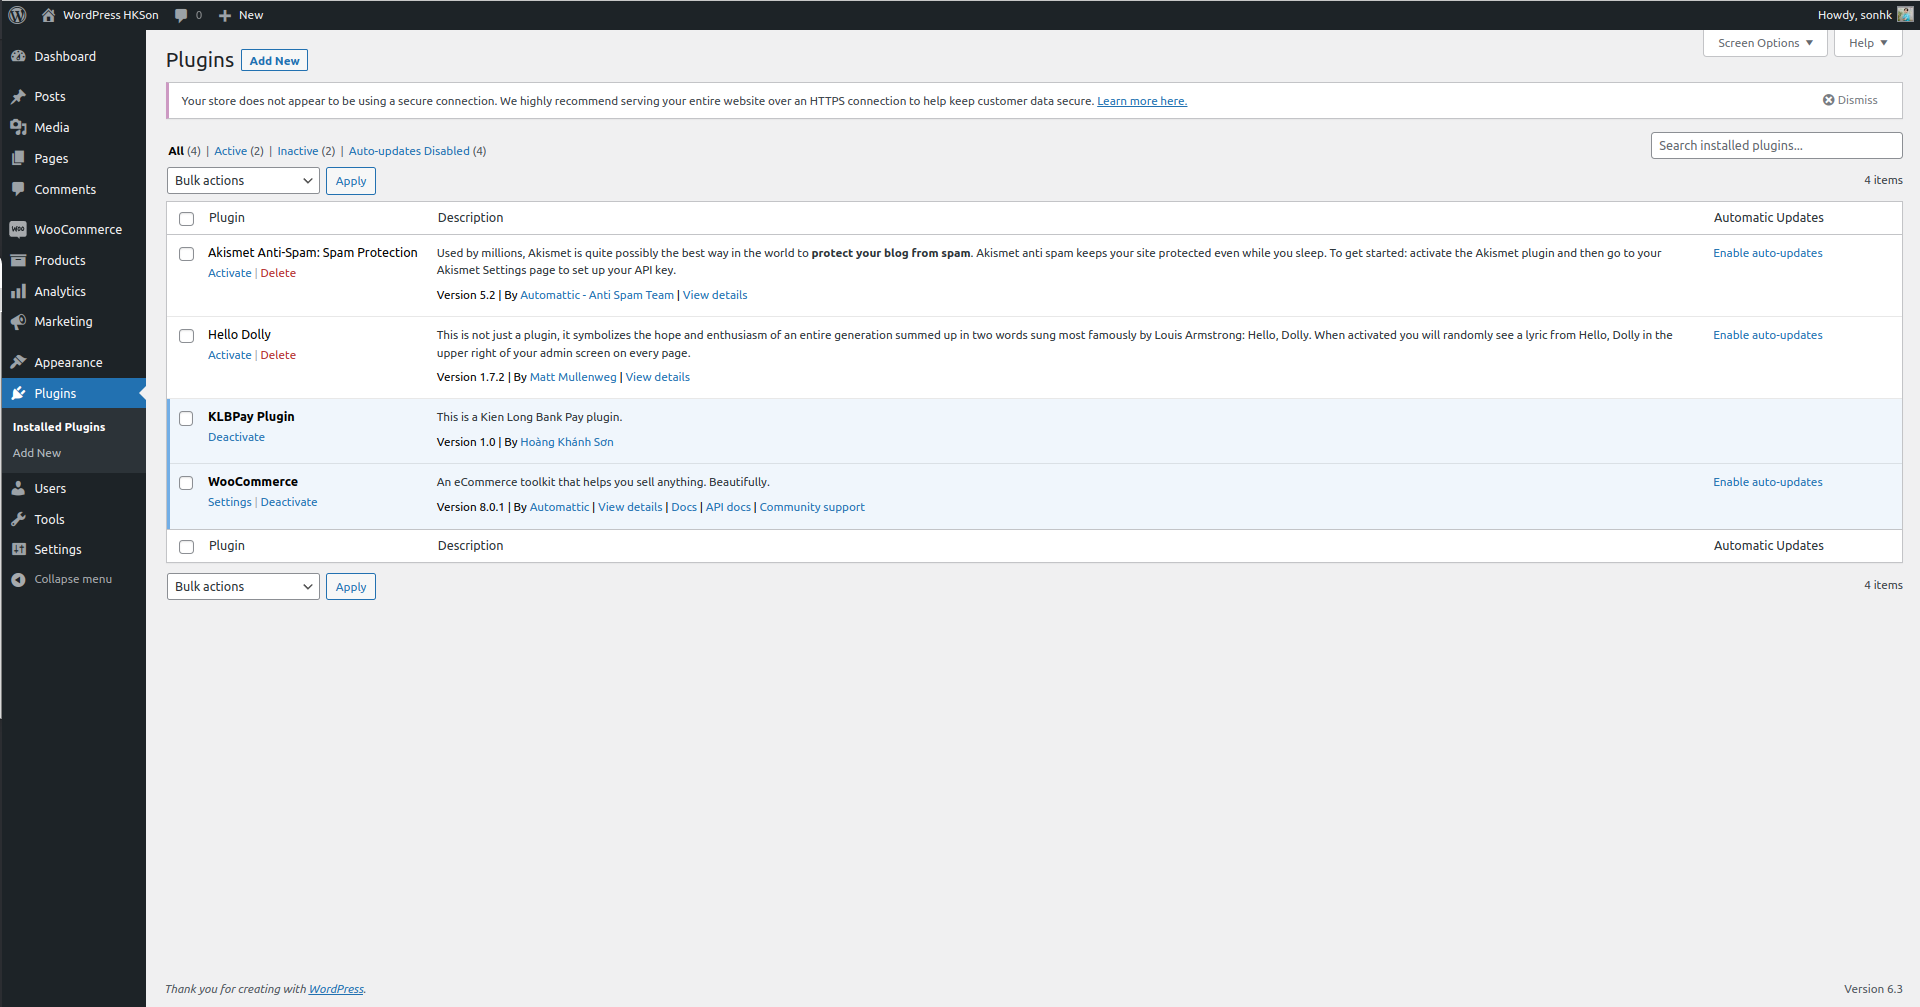 WordPress HKSon 0 New Howdy, sonhk
Dashboard
Posts
Media
Pages
Comments
WooCommerce
Products
Analytics
Marketing
Appearance
Plugins
Installed Plugins
Add New
Users
Tools
Settings
Collapse menu
Screen Options Help
Plugins Add New
Your store does not appear to be using a secure connection. We highly recommend serving your entire website over an HTTPS connection to help keep customer data secure. Learn more here. Dismiss
All (4) | Active (2) | Inactive (2) | Auto-updates Disabled (4)
Search installed plugins...
Bulk actions Apply
4 items
Plugin Description Automatic Updates
Akismet Anti-Spam: Spam Protection
Activate | Delete
Used by millions, Akismet is quite possibly the best way in the world to protect your blog from spam. Akismet anti spam keeps your site protected even while you sleep. To get started: activate the Akismet plugin and then go to your
Akismet Settings page to set up your API key.
Version 5.2 | By Automattic - Anti Spam Team | View details
Enable auto-updates
Hello Dolly
Activate | Delete
This is not just a plugin, it symbolizes the hope and enthusiasm of an entire generation summed up in two words sung most famously by Louis Armstrong: Hello, Dolly. When activated you will randomly see a lyric from Hello, Dolly in the
upper right of your admin screen on every page.
Version 1.7.2 | By Matt Mullenweg | View details
Enable auto-updates
KLBPay Plugin
Deactivate
This is a Kien Long Bank Pay plugin.
Version 1.0 | By Hoàng Khánh Sơn
WooCommerce
Settings | Deactivate
An eCommerce toolkit that helps you sell anything. Beautifully.
Version 8.0.1 | By Automattic | View details | Docs | API docs | Community support
Enable auto-updates
Plugin Description Automatic Updates
Bulk actions Apply
4 items
Thank you for creating with WordPress.
Version 6.3